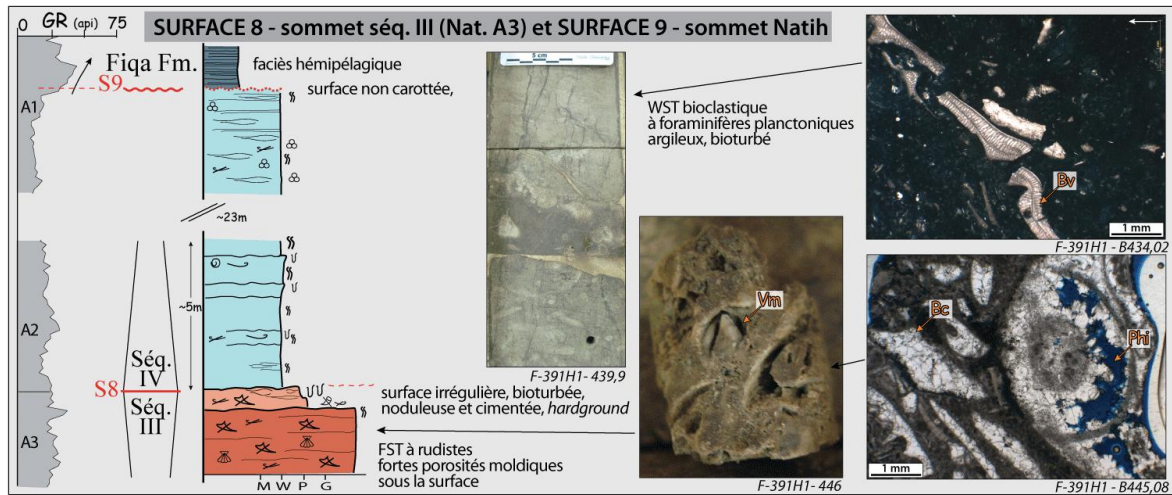 0 GR (api) 75
SURFACE 8 - sommet séq. III (Nat. A3) et SURFACE 9 - sommet Natih
Fiqa Fm.
S9
faciès hémipélagique
surface non carottée,
A1
5 cm
WST bioclastique
à foraminifères planctoniques
argileux, bioturbé
Bv
1 mm
F-391H1 - B434,02
~23m
~5m
A2
Séq.
IV
S8
Séq.
III
A3
F-391H1- 439,9
surface irrégulière, bioturbée,
noduleuse et cimentée, hardground
FST à rudistes
fortes porosités moldiques
sous la surface
M W P G
Vm
F-391H1- 446
Bc
Phi
1 mm
F-391H1 - B445,08